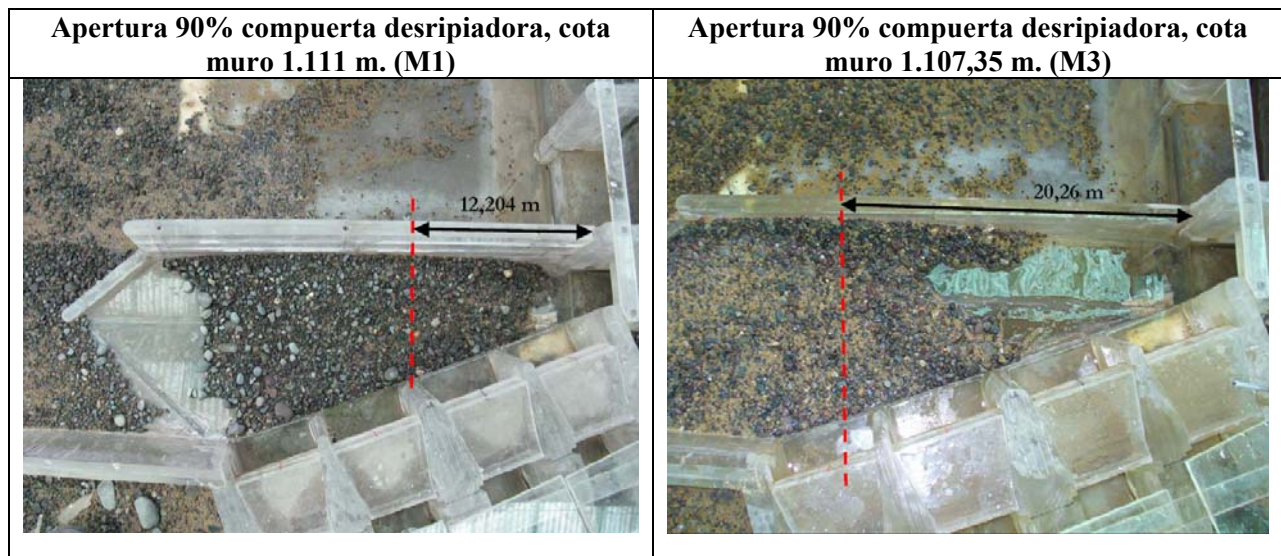 Apertura 90% compuerta desripiadora, cota
muro 1.111 m. (M1)
Apertura 90% compuerta desripiadora, cota
muro 1.107,35 m. (M3)
12,204 m
20,26 m